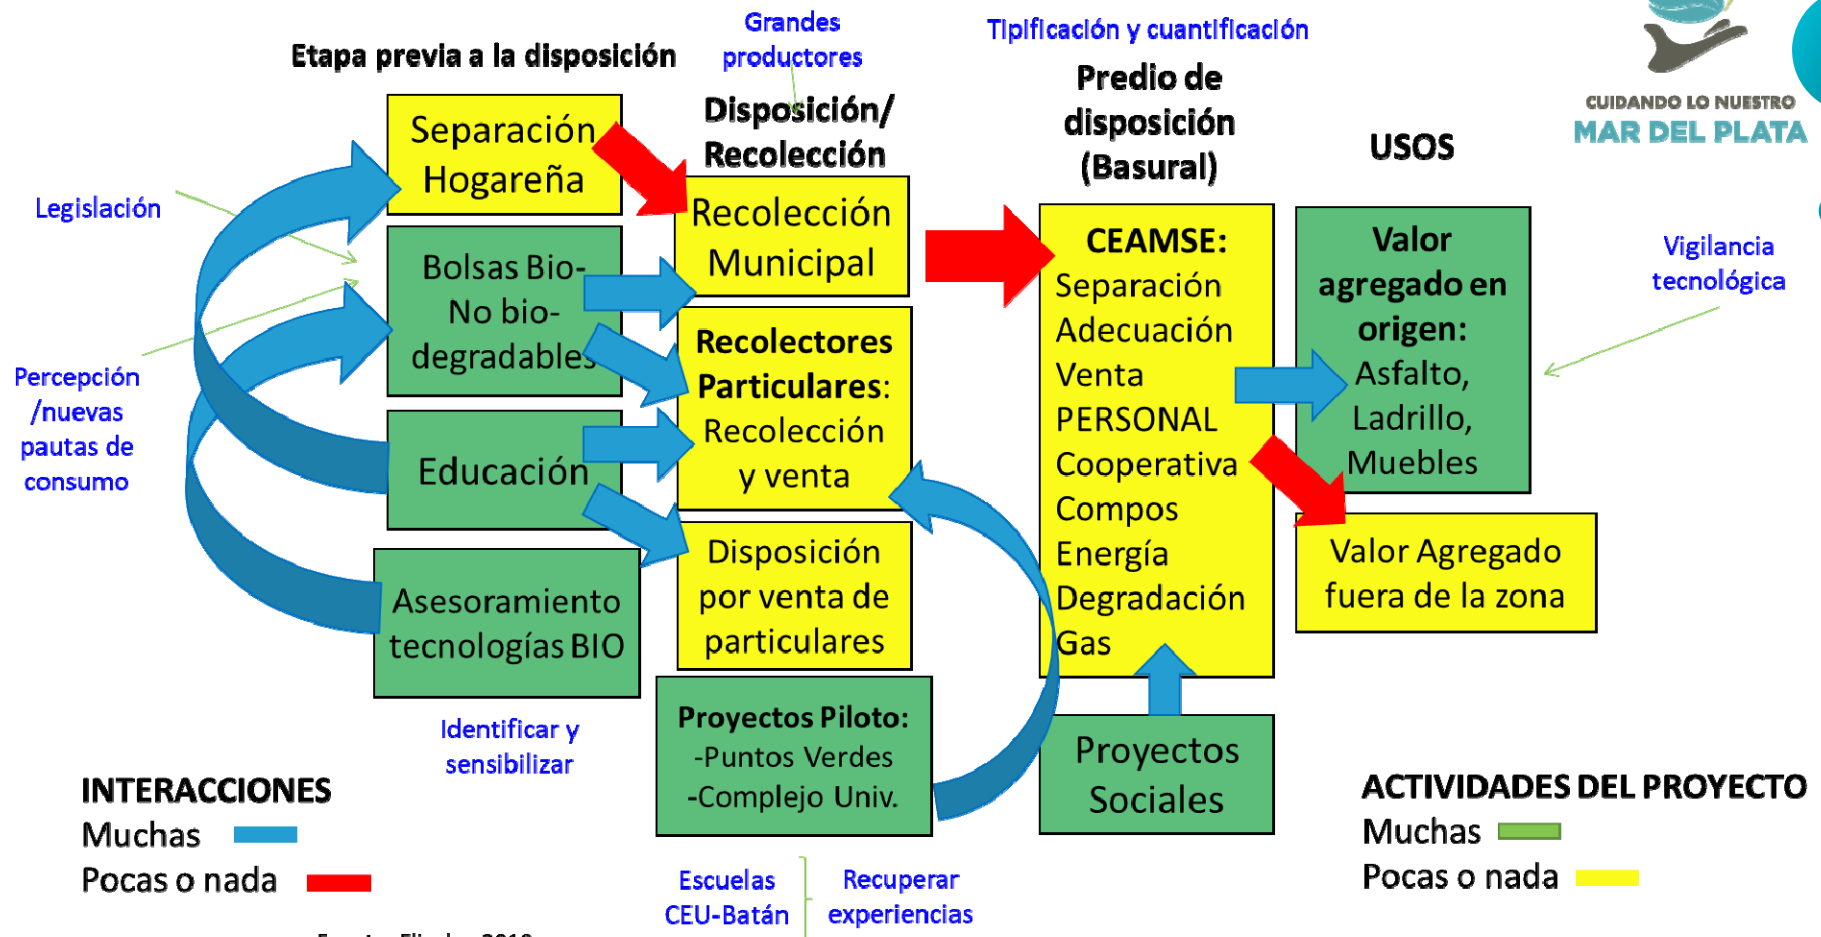 Grandes
productores
Tipificación y cuantificación
Etapa previa a la disposición
Disposición/
Recolección
Predio de
disposición
(Basural)
USOS
CUIDANDO LO NUESTRO
MAR DEL PLATA
Legislación
Percepción
/nuevas
pautas de
consumo
Separación
Hogareña
Bolsas Bio-
No bio-
degradables
Educación
Asesoramiento
tecnologías BIO
Identificar y
sensibilizar
Recolección
Municipal
Recolectores
Particulares:
Recolección
y venta
Disposición
por venta de
particulares
Proyectos Piloto:
-Puntos Verdes
-Complejo Univ.
Escuelas
CEU-Batán
Recuperar
experiencias
CEAMSE:
Separación
Adecuación
Venta
PERSONAL
Cooperativa
Compos
Energía
Degradación
Gas
Proyectos
Sociales
Valor
agregado en
origen:
Asfalto,
Ladrillo,
Muebles
Valor Agregado
fuera de la zona
Vigilancia
tecnológica
INTERACCIONES
Muchas
Pocas o nada
ACTIVIDADES DEL PROYECTO
Muchas
Pocas o nada